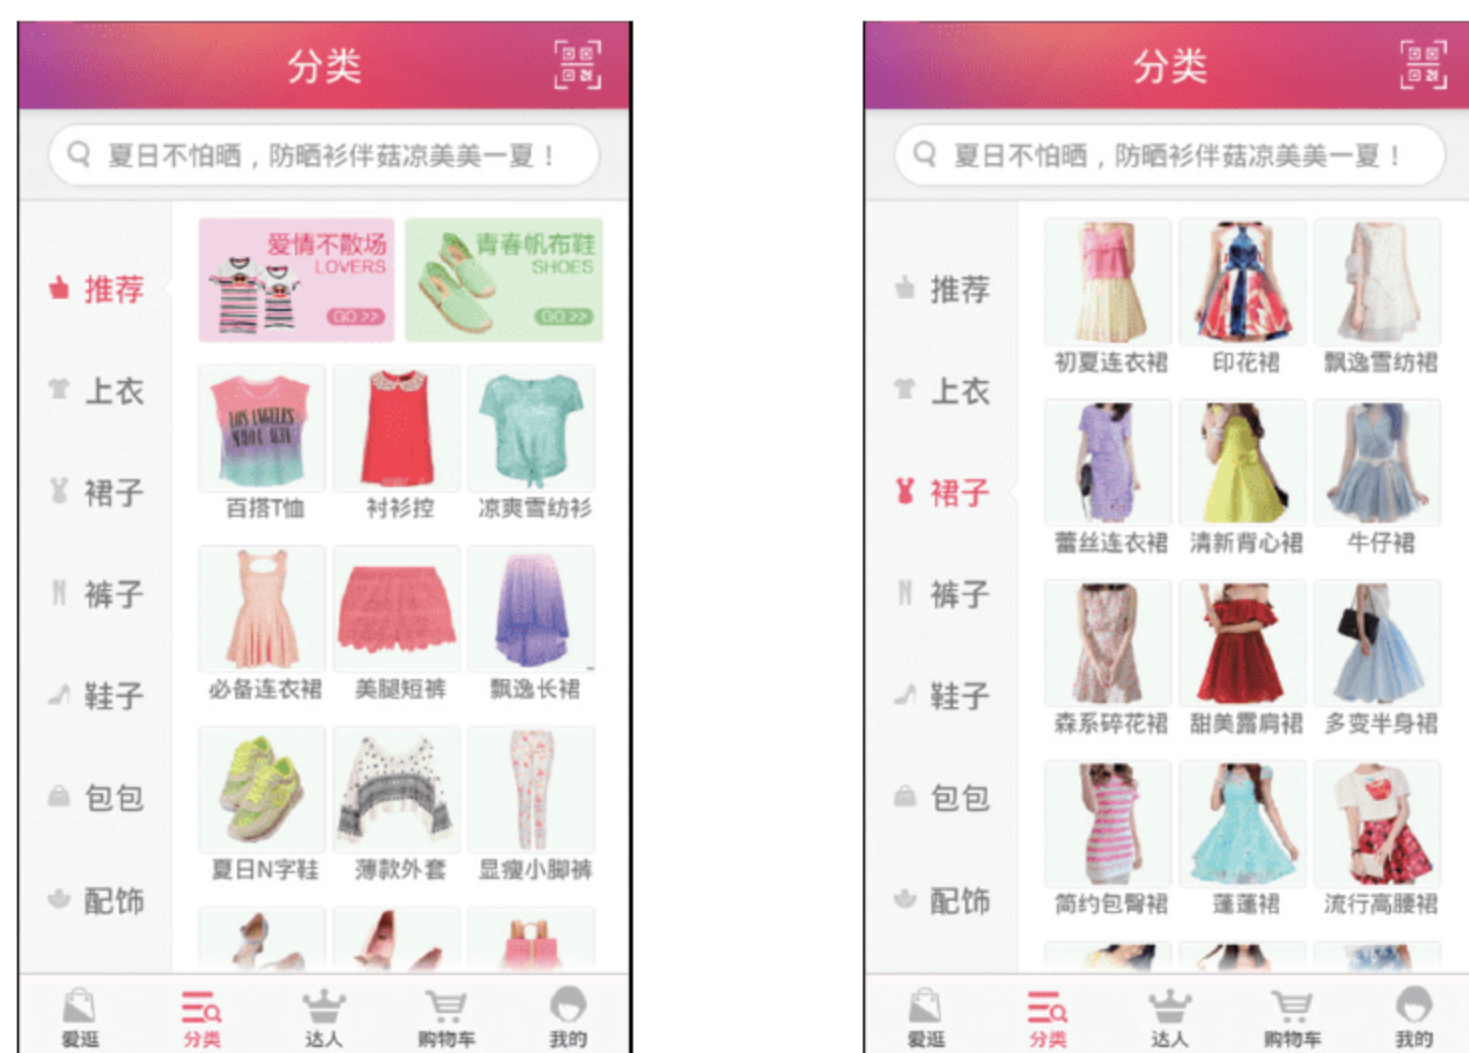 分类
夏日不怕晒，防晒衫伴菇凉美美一夏！
推荐
上衣
裙子
裤子
鞋子
包包
配饰
爱情不散场
LOVERS
GO >>
青春帆布鞋
SHOES
GO >>
LOS ANGELES
百搭T恤 衬衫控 凉爽雪纺衫
必备连衣裙 美腿短裤 飘逸长裙
夏日N字鞋 薄款外套 显瘦小脚裤
爱逛 分类 达人 购物车 我的
分类
夏日不怕晒，防晒衫伴菇凉美美一夏！
推荐
上衣
裙子
裤子
鞋子
包包
配饰
初夏连衣裙 印花裙 飘逸雪纺裙
蕾丝连衣裙 清新背心裙 牛仔裙
森系碎花裙 甜美露肩裙 多变半身裙
简约包臀裙 蓬蓬裙 流行高腰裙
爱逛 分类 达人 购物车 我的